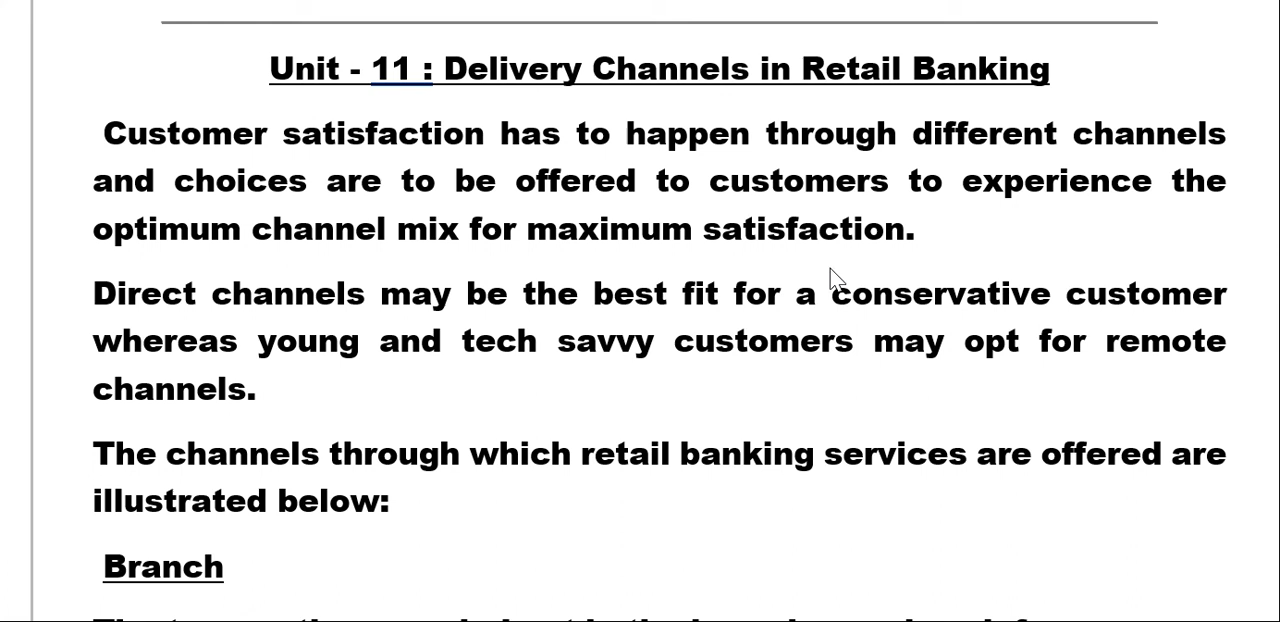 Unit - 11 : Delivery Channels in Retail Banking
Customer satisfaction has to happen through different channels
and choices are to be offered to customers to experience the
optimum channel mix for maximum satisfaction.
Direct channels may be the best fit for a conservative customer
whereas young and tech savvy customers may opt for remote
channels.
The channels through which retail banking services are offered are
illustrated below:
Branch